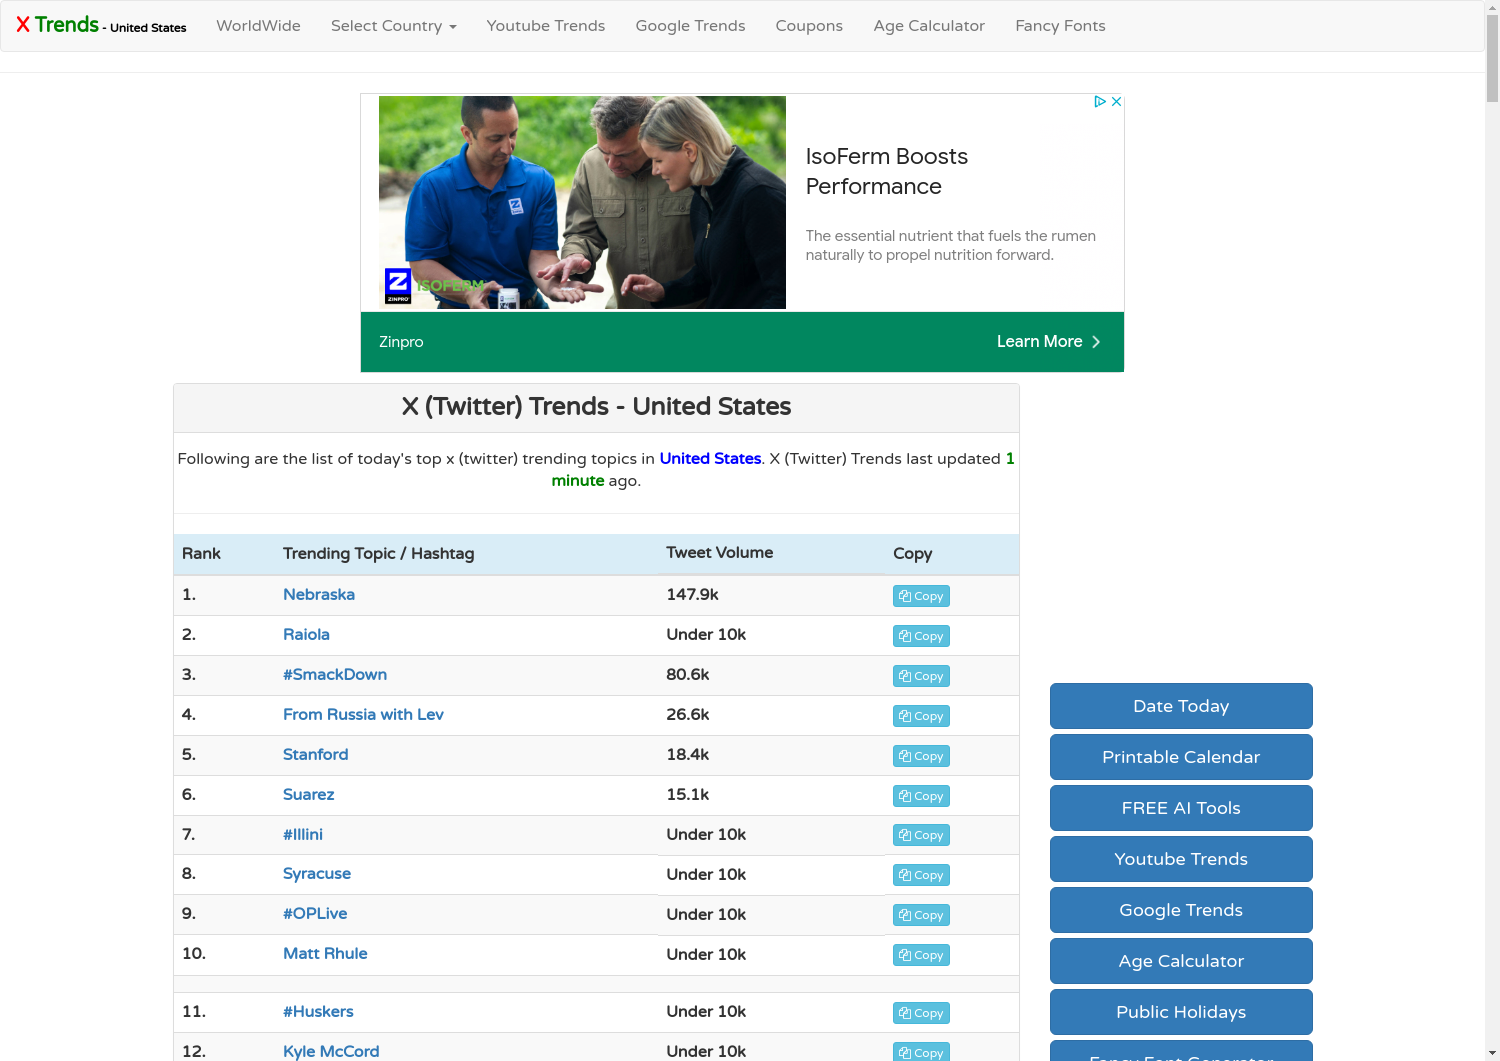 X Trends - United States WorldWide Select Country Youtube Trends Google Trends Coupons Age Calculator Fancy Fonts
IsoFerm Boosts
Performance
The essential nutrient that fuels the rumen
naturally to propel nutrition forward.
Z
ZINPRO
ISOFERM
Zinpro
Learn More
X (Twitter) Trends - United States
Following are the list of today's top x (twitter) trending topics in United States. X (Twitter) Trends last updated 1
minute ago.
Rank Trending Topic / Hashtag Tweet Volume Copy
1. Nebraska 147.9k Copy
2. Raiola Under 10k Copy
3. #SmackDown 80.6k Copy
4. From Russia with Lev 26.6k Copy
5. Stanford 18.4k Copy
6. Suarez 15.1k Copy
7. #Illini Under 10k Copy
8. Syracuse Under 10k Copy
9. #OPLive Under 10k Copy
10. Matt Rhule Under 10k Copy
11. #Huskers Under 10k Copy
12. Kyle McCord Under 10k Copy
Date Today
Printable Calendar
FREE AI Tools
Youtube Trends
Google Trends
Age Calculator
Public Holidays
Fancy Font Generator